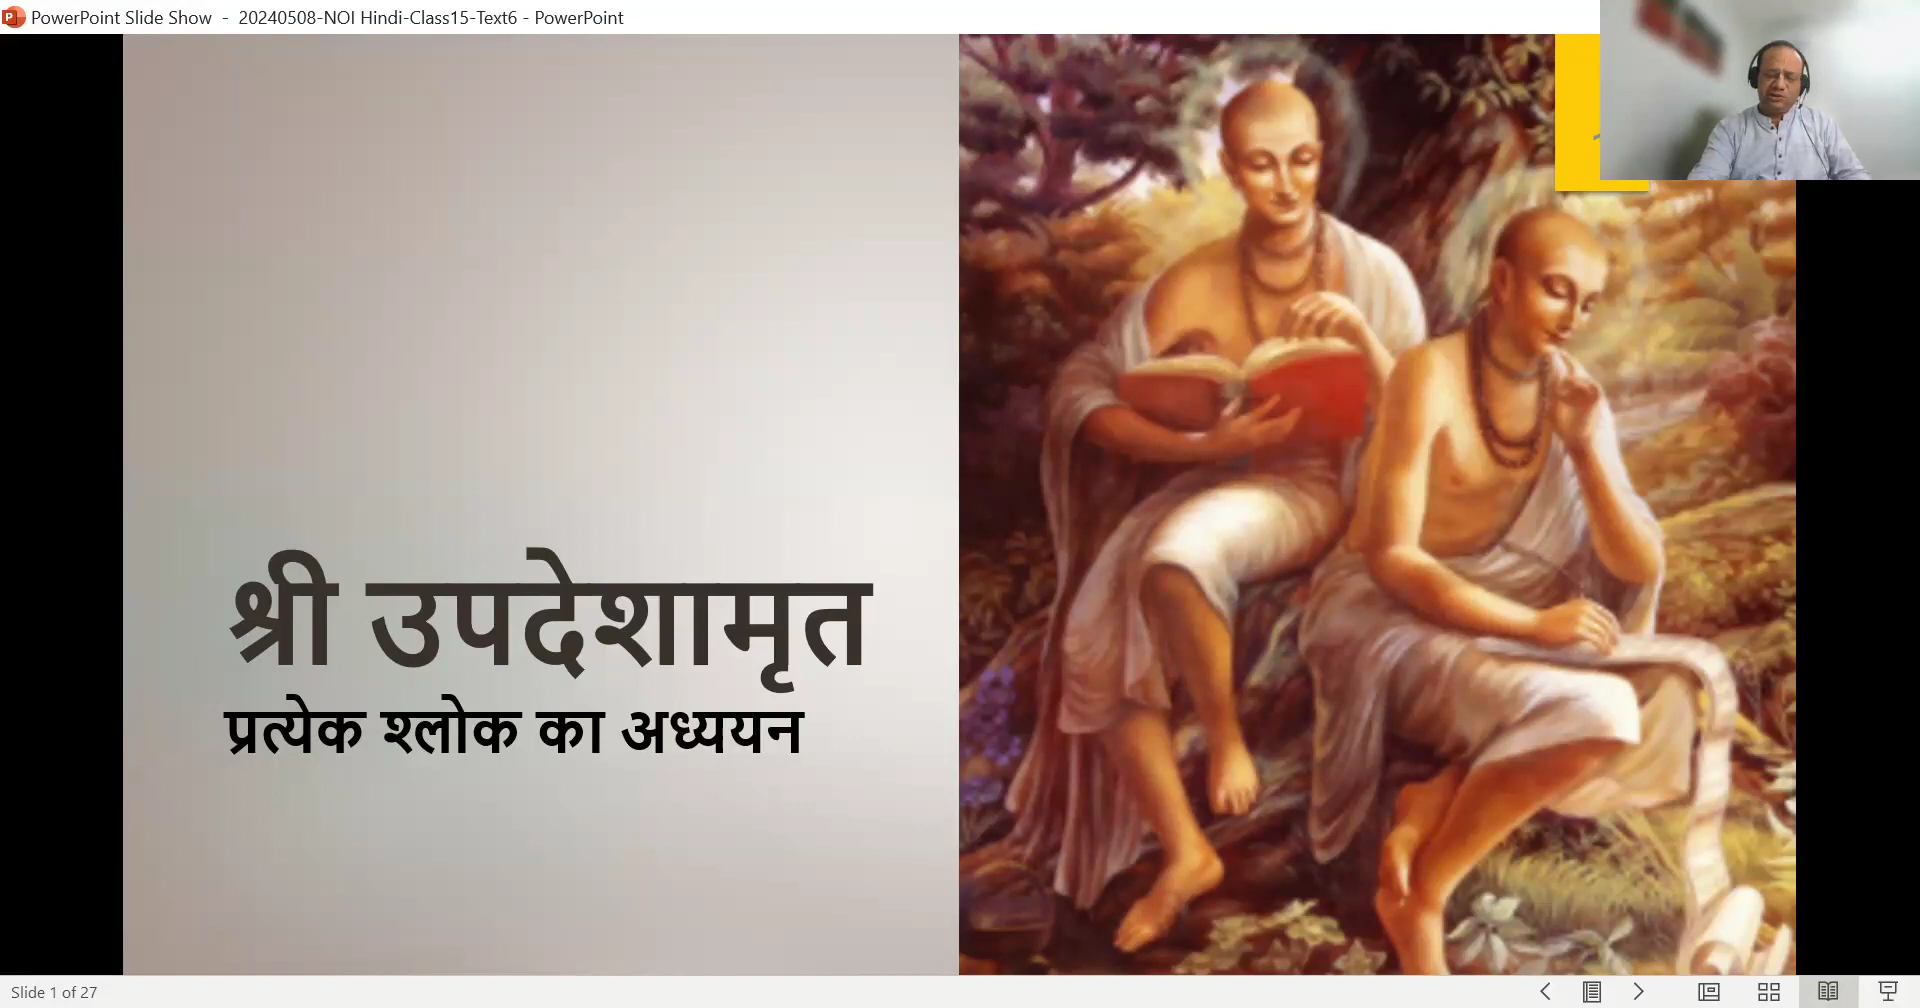 PowerPoint Slide Show - 20240508-NOI Hindi-Class15-Text6 - PowerPoint
श्री उपदेशामृत
प्रत्येक श्लोक का अध्ययन
Slide 1 of 27